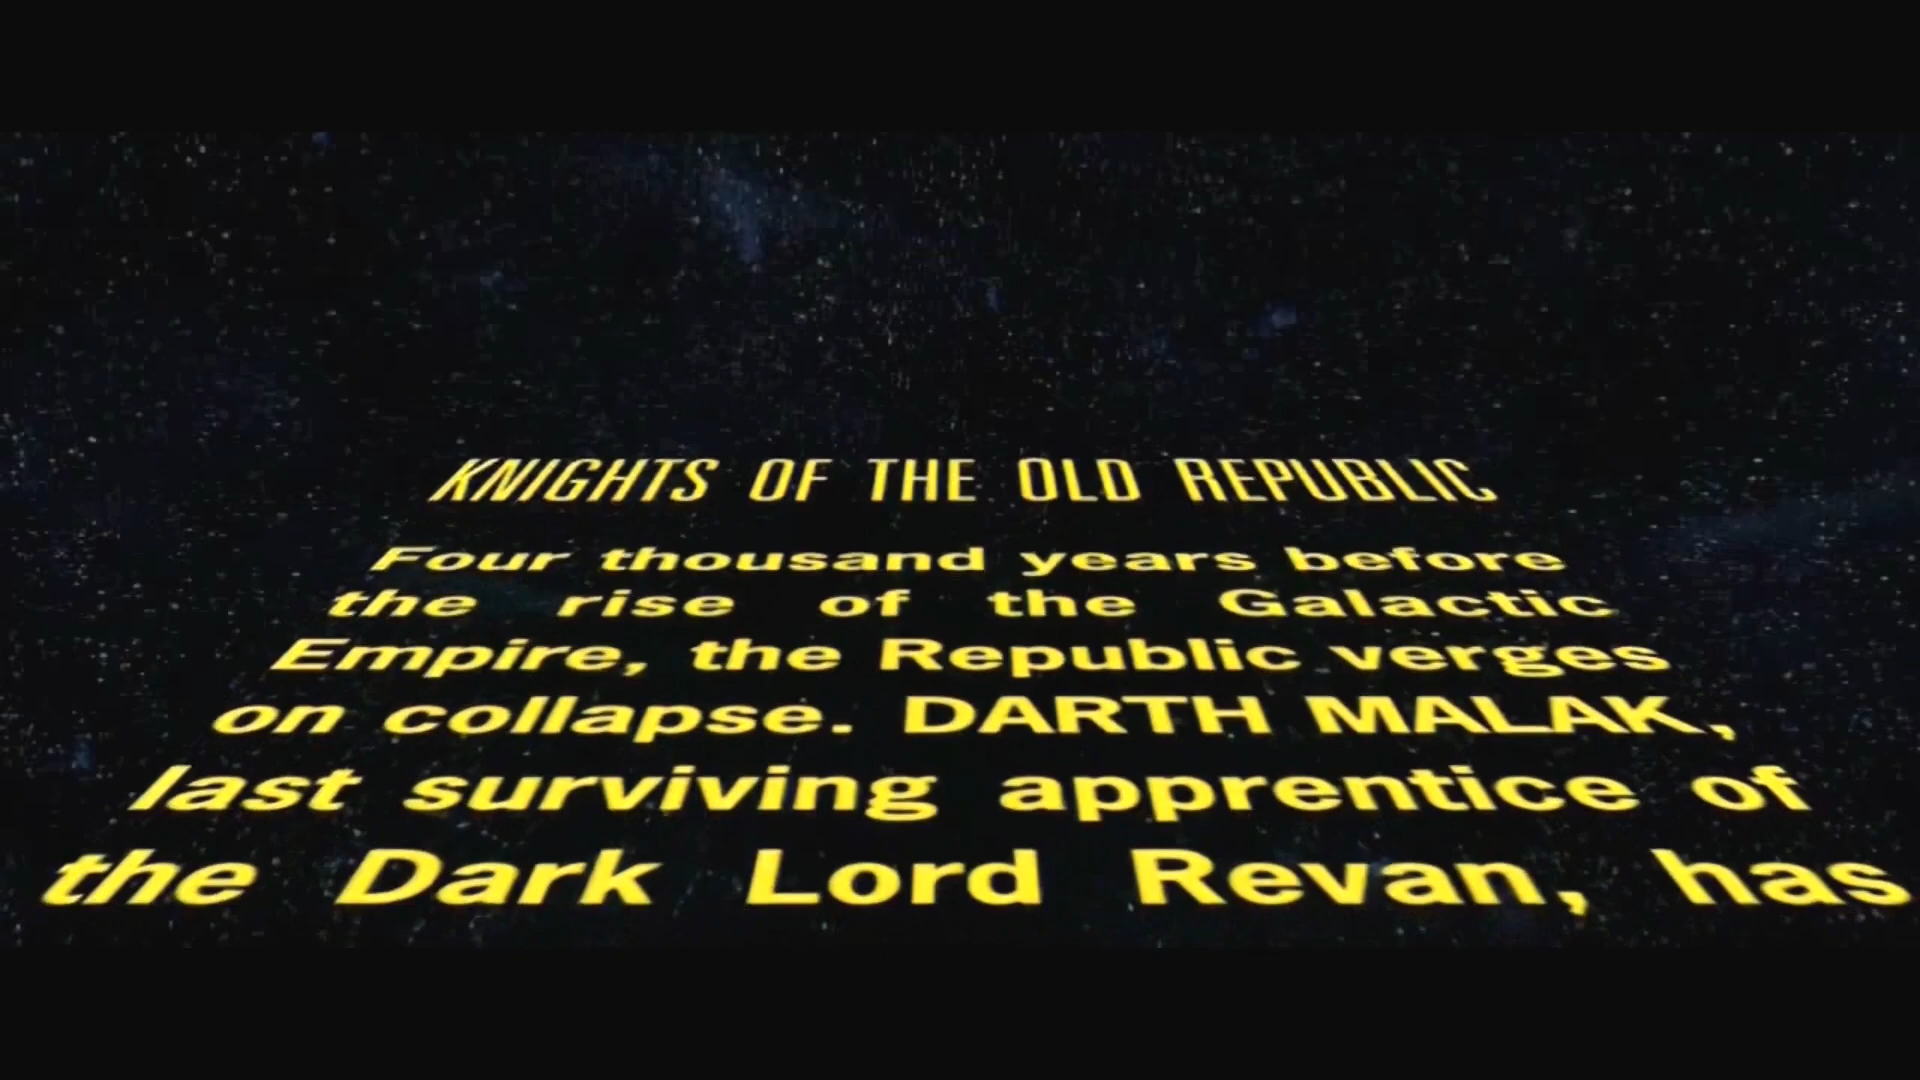 KNIGHTS OF THE OLD REPUBLIC
Four thousand years before
the rise of the Galactic
Empire, the Republic verges
on collapse. DARTH MALAK,
last surviving apprentice of
the Dark Lord Revan, has